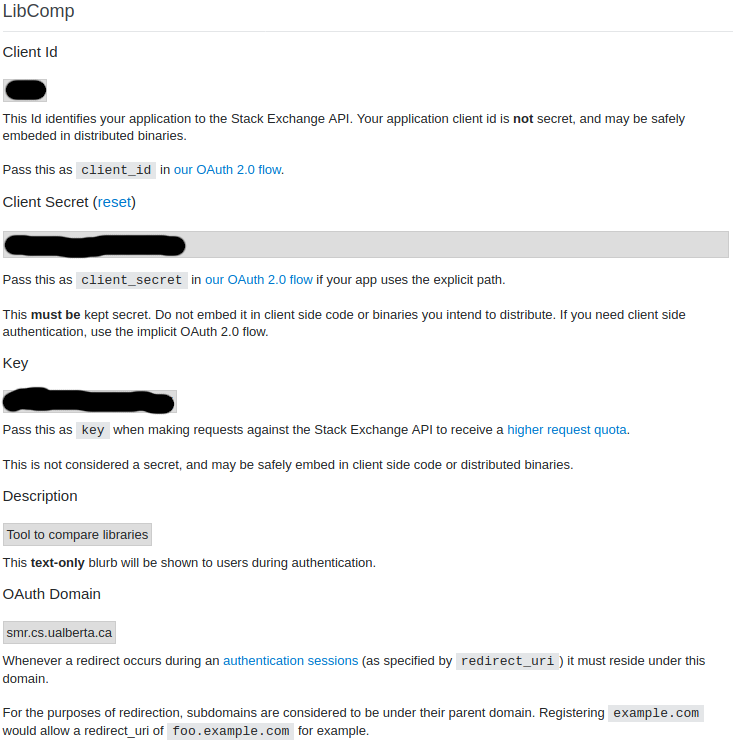 LibComp
Client Id
This Id identifies your application to the Stack Exchange API. Your application client id is not secret, and may be safely
embeded in distributed binaries.
Pass this as client_id in our OAuth 2.0 flow.
Client Secret (reset)
Pass this as client_secret in our OAuth 2.0 flow if your app uses the explicit path.
This must be kept secret. Do not embed it in client side code or binaries you intend to distribute. If you need client side
authentication, use the implicit OAuth 2.0 flow.
Key
Pass this as key when making requests against the Stack Exchange API to receive a higher request quota.
This is not considered a secret, and may be safely embed in client side code or distributed binaries.
Description
Tool to compare libraries
This text-only blurb will be shown to users during authentication.
OAuth Domain
smr.cs.ualberta.ca
Whenever a redirect occurs during an authentication sessions (as specified by redirect_uri) it must reside under this
domain.
For the purposes of redirection, subdomains are considered to be under their parent domain. Registering example.com
would allow a redirect_uri of foo.example.com for example.